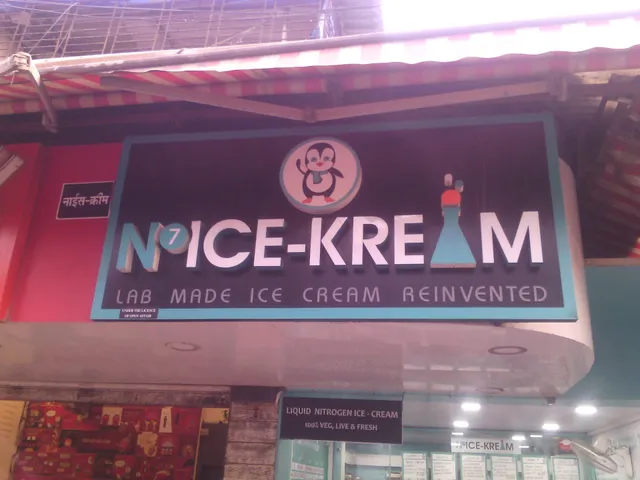 नाईस-क्रीम
N7ICE-KREAM
LAB MADE ICE CREAM REINVENTED
LIQUID NITROGEN ICE - CREAM
100% VEG, LIVE & FRESH
ICE-KREAM